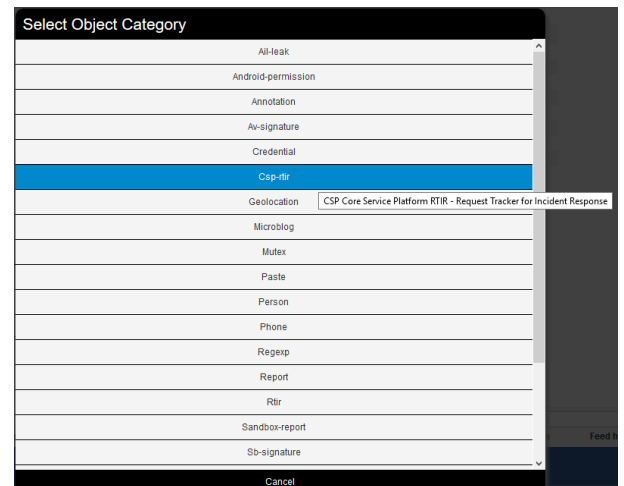 Select Object Category
Ail-leak
Android-permission
Annotation
Av-signature
Credential
Csp-rtir
Geolocation
CSP Core Service Platform RTIR - Request Tracker for Incident Response
Microblog
Mutex
Paste
Person
Phone
Regexp
Report
Rtir
Sandbox-report
Feed h
Sb-signature
Cancel